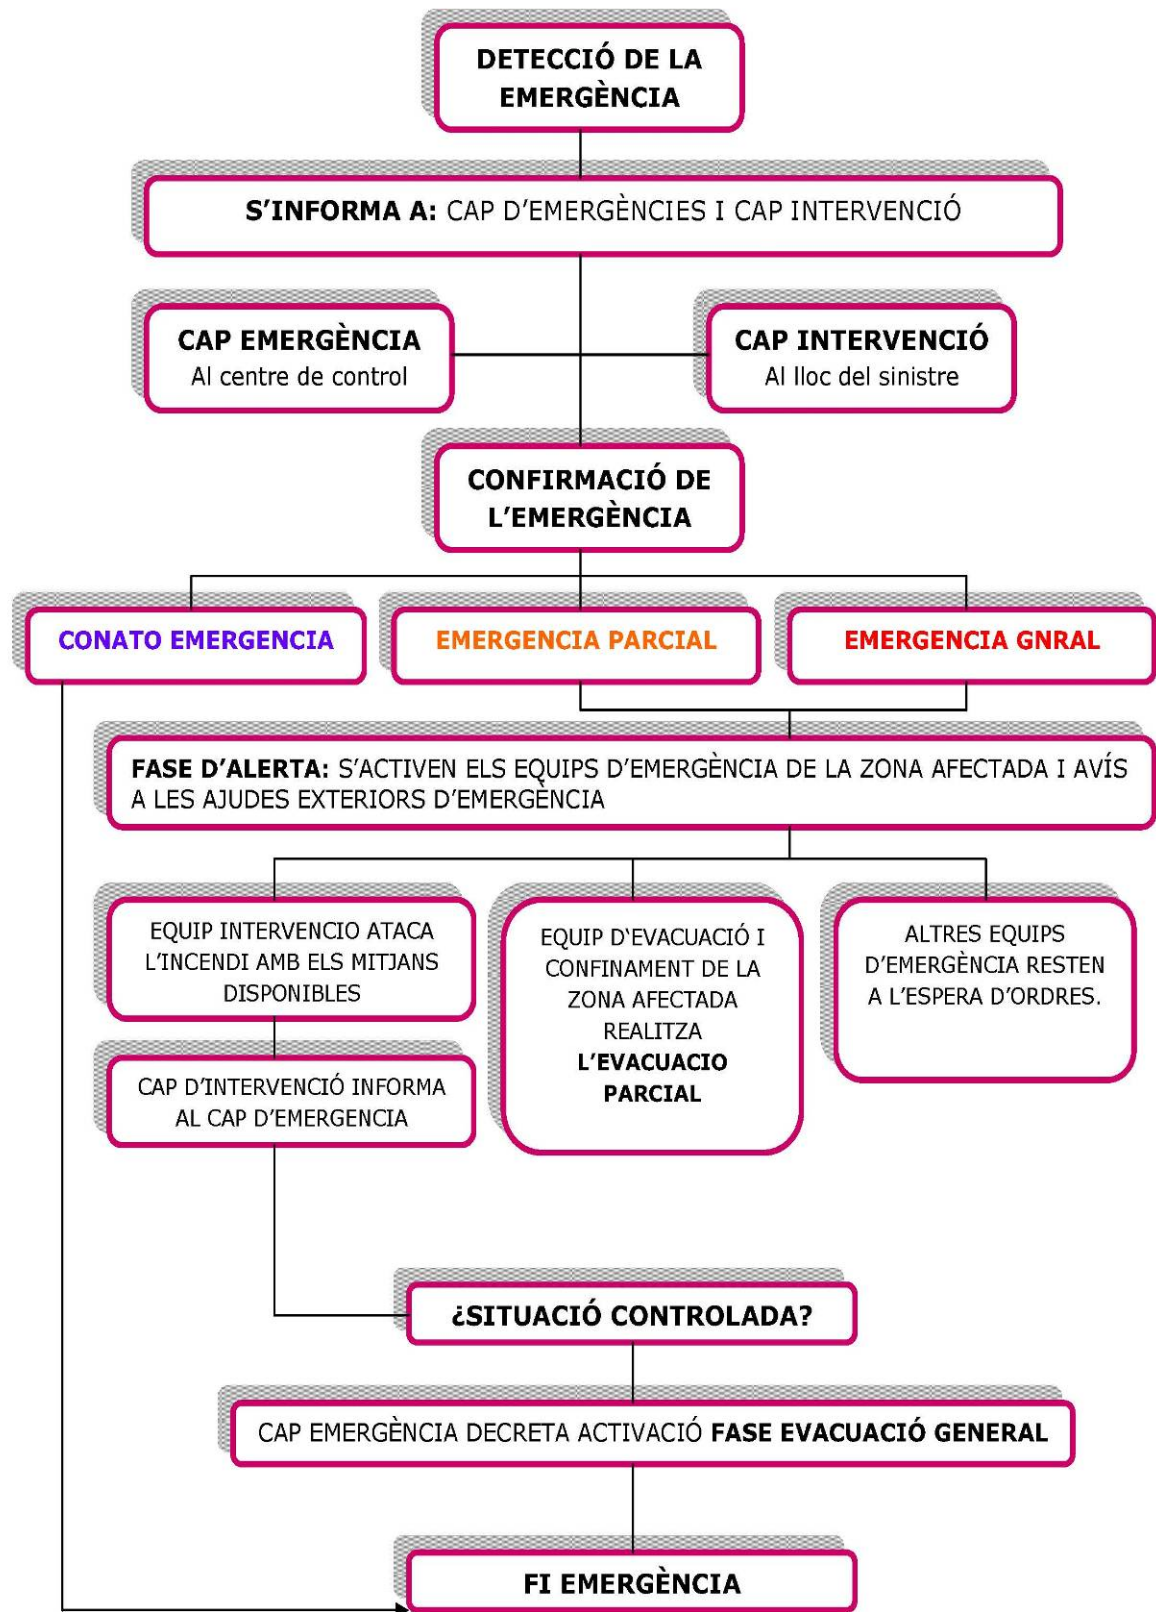 DETECCIÓ DE LA
EMERGÈNCIA
S'INFORMA A: CAP D'EMERGÈNCIES I CAP INTERVENCIÓ
CAP EMERGÈNCIA
Al centre de control
CAP INTERVENCIÓ
Al lloc del sinistre
CONFIRMACIÓ DE
L'EMERGÈNCIA
CONATO EMERGENCIA
EMERGENCIA PARCIAL
EMERGENCIA GNRAL
FASE D'ALERTA: S'ACTIVEN ELS EQUIPS D'EMERGÈNCIA DE LA ZONA AFECTADA I AVÍS
A LES AJUDES EXTERIORS D'EMERGÈNCIA
EQUIP INTERVENCIO ATACA
L'INCENDI AMB ELS MITJANS
DISPONIBLES
CAP D'INTERVENCIÓ INFORMA
AL CAP D'EMERGENCIA
EQUIP D'EVACUACIÓ I
CONFINAMENT DE LA
ZONA AFECTADA
REALITZA
L'EVACUACIO
PARCIAL
ALTRES EQUIPS
D'EMERGÈNCIA RESTEN
A L'ESPERA D'ORDRES.
¿SITUACIÓ CONTROLADA?
CAP EMERGÈNCIA DECRETA ACTIVACIÓ FASE EVACUACIÓ GENERAL
FI EMERGÈNCIA